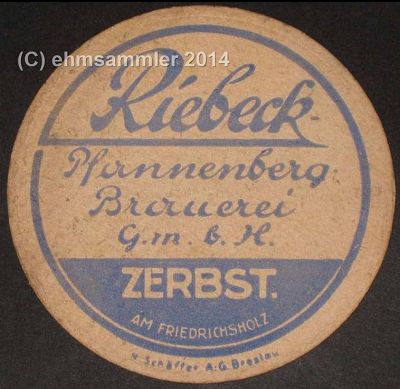 (C) ehmsammler 2014
Riebeck-
Pfannenberg-
Brauerei
G.m.b.H.
ZERBST.
AM FRIEDRICHSHOLZ
Schäffer A:G. Breslau